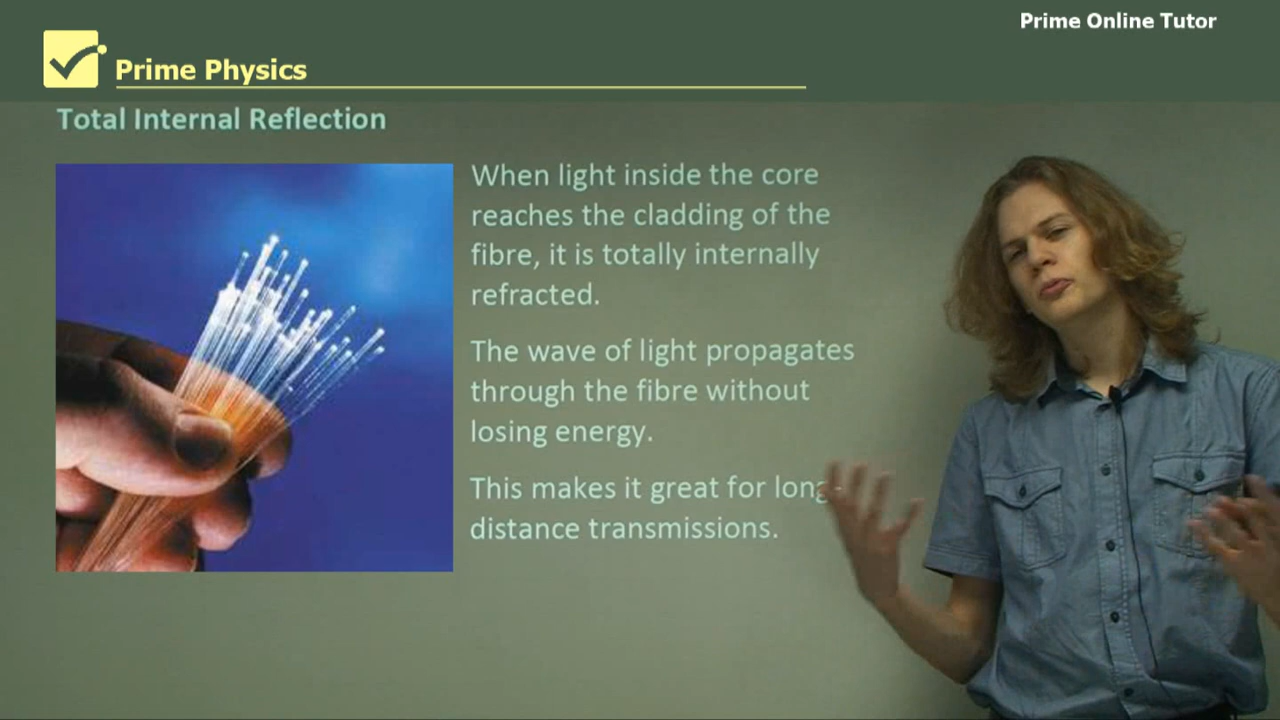 Prime Online Tutor
Prime Physics
Total Internal Reflection
When light inside the core
reaches the cladding of the
fibre, it is totally internally
refracted.
The wave of light propagates
through the fibre without
losing energy.
This makes it great for long
distance transmissions.